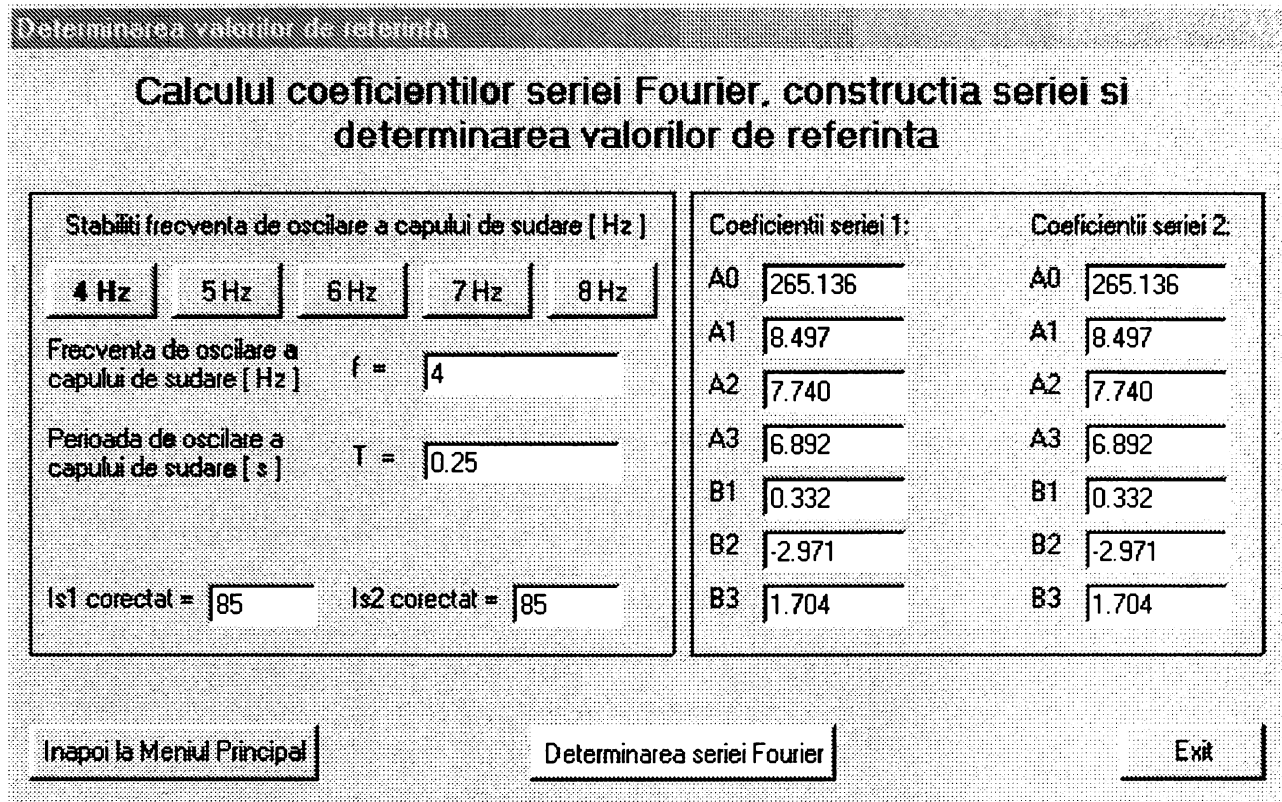 Determinarea valorilor de referinta
Calculul coeficientilor seriei Fourier, constructia seriei si
determinarea valorilor de referinta
Stabiliti frecventa de oscilare a capului de sudare [ Hz ]
4 Hz 5 Hz 6 Hz 7 Hz 8 Hz
Frecventa de oscilare a
capului de sudare [ Hz ]
f = 4
Perioada de oscilare a
capului de sudare [ s ]
T = 0.25
Is1 corectat = 85 Is2 corectat = 85
Coeficientii seriei 1:
A0 265.136
A1 8.497
A2 7.740
A3 6.892
B1 0.332
B2 -2.971
B3 1.704
Coeficientii seriei 2:
A0 265.136
A1 8.497
A2 7.740
A3 6.892
B1 0.332
B2 -2.971
B3 1.704
Inapoi la Meniul Principal
Determinarea seriei Fourier
Exit